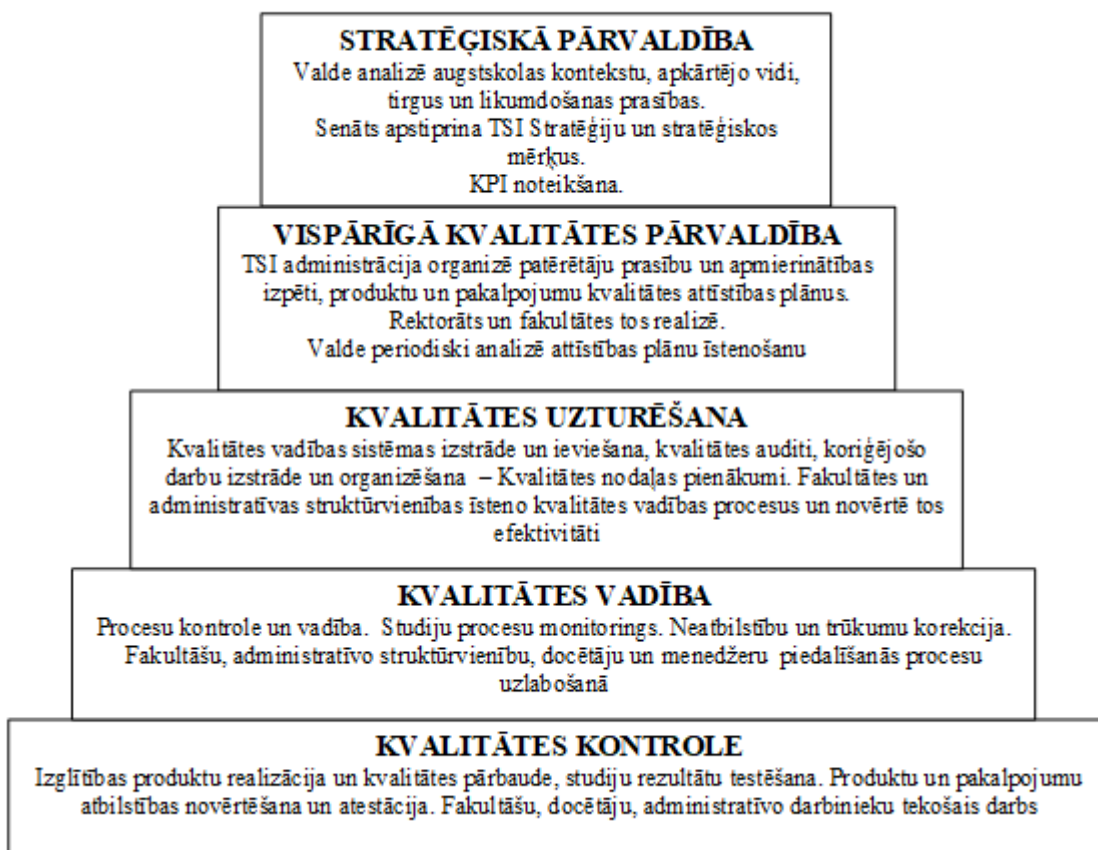 STRATĒĢISKĀ PĀRVALDĪBA
Valde analizē augstskolas kontekstu, apkārtējo vidi,
tirgus un likumdošanas prasības.
Senāts apstiprina TSI Stratēģiju un stratēģiskos
mērķus.
KPI noteikšana.
VISPĀRĪGĀ KVALITĀTES PĀRVALDĪBA
TSI administrācija organizē patērētāju prasību un apmierinātības
izpēti, produktu un pakalpojumu kvalitātes attīstības plānus.
Rektorāts un fakultātes tos realizē.
Valde periodiski analizē attīstības plānu īstenošanu
KVALITĀTES UZTURĒŠANA
Kvalitātes vadības sistēmas izstrāde un ieviešana, kvalitātes auditi, koriģējošo
darbu izstrāde un organizēšana – Kvalitātes nodaļas pienākumi. Fakultātes un
administratīvas struktūrvienības īsteno kvalitātes vadības procesus un novērtē tos
efektivitāti
KVALITĀTES VADĪBA
Procesu kontrole un vadība. Studiju procesu monitorings. Neatbilstību un trūkumu korekcija.
Fakultāšu, administratīvo struktūrvienību, docētāju un menedžeru piedalīšanās procesu
uzlabošanā
KVALITĀTES KONTROLE
Izglītības produktu realizācija un kvalitātes pārbaude, studiju rezultātu testēšana. Produktu un pakalpojumu
atbilstības novērtēšana un atestācija. Fakultāšu, docētāju, administratīvo darbinieku tekošais darbs